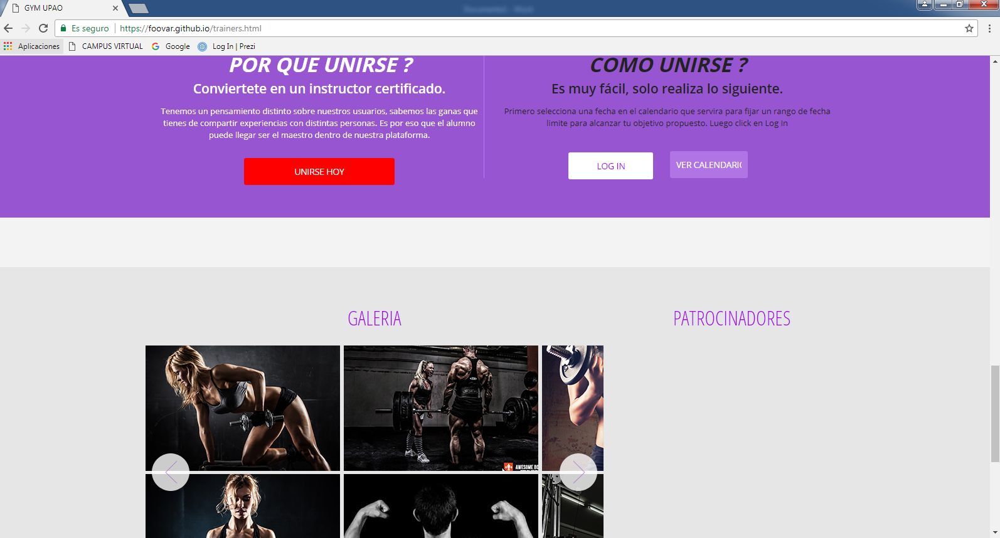 GYM UPAO
Es seguro
https://foovar.github.io/trainers.html
Aplicaciones
CAMPUS VIRTUAL
Google
Log In | Prezi
POR QUE UNIRSE ?
Conviertete en un instructor certificado.
Tenemos un pensamiento distinto sobre nuestros usuarios, sabemos las ganas que
tienes de compartir experiencias con distintas personas. Es por eso que el alumno
puede llegar ser el maestro dentro de nuestra plataforma.
UNIRSE HOY
COMO UNIRSE ?
Es muy fácil, solo realiza lo siguiente.
Primero selecciona una fecha en el calendario que servira para fijar un rango de fecha
limite para alcanzar tu objetivo propuesto. Luego click en Log In
LOG IN
VER CALENDARIO
GALERIA
PATROCINADORES
AWESOME